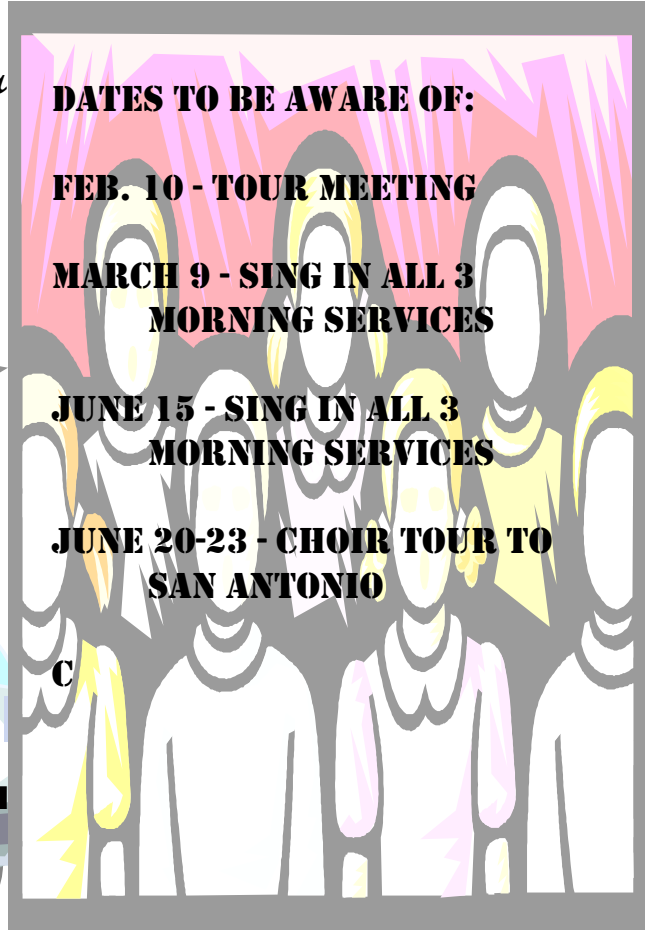 DATES TO BE AWARE OF:
FEB. 10 - TOUR MEETING
MARCH 9 - SING IN ALL 3
MORNING SERVICES
JUNE 15 - SING IN ALL 3
MORNING SERVICES
JUNE 20-23 - CHOIR TOUR TO
SAN ANTONIO
C